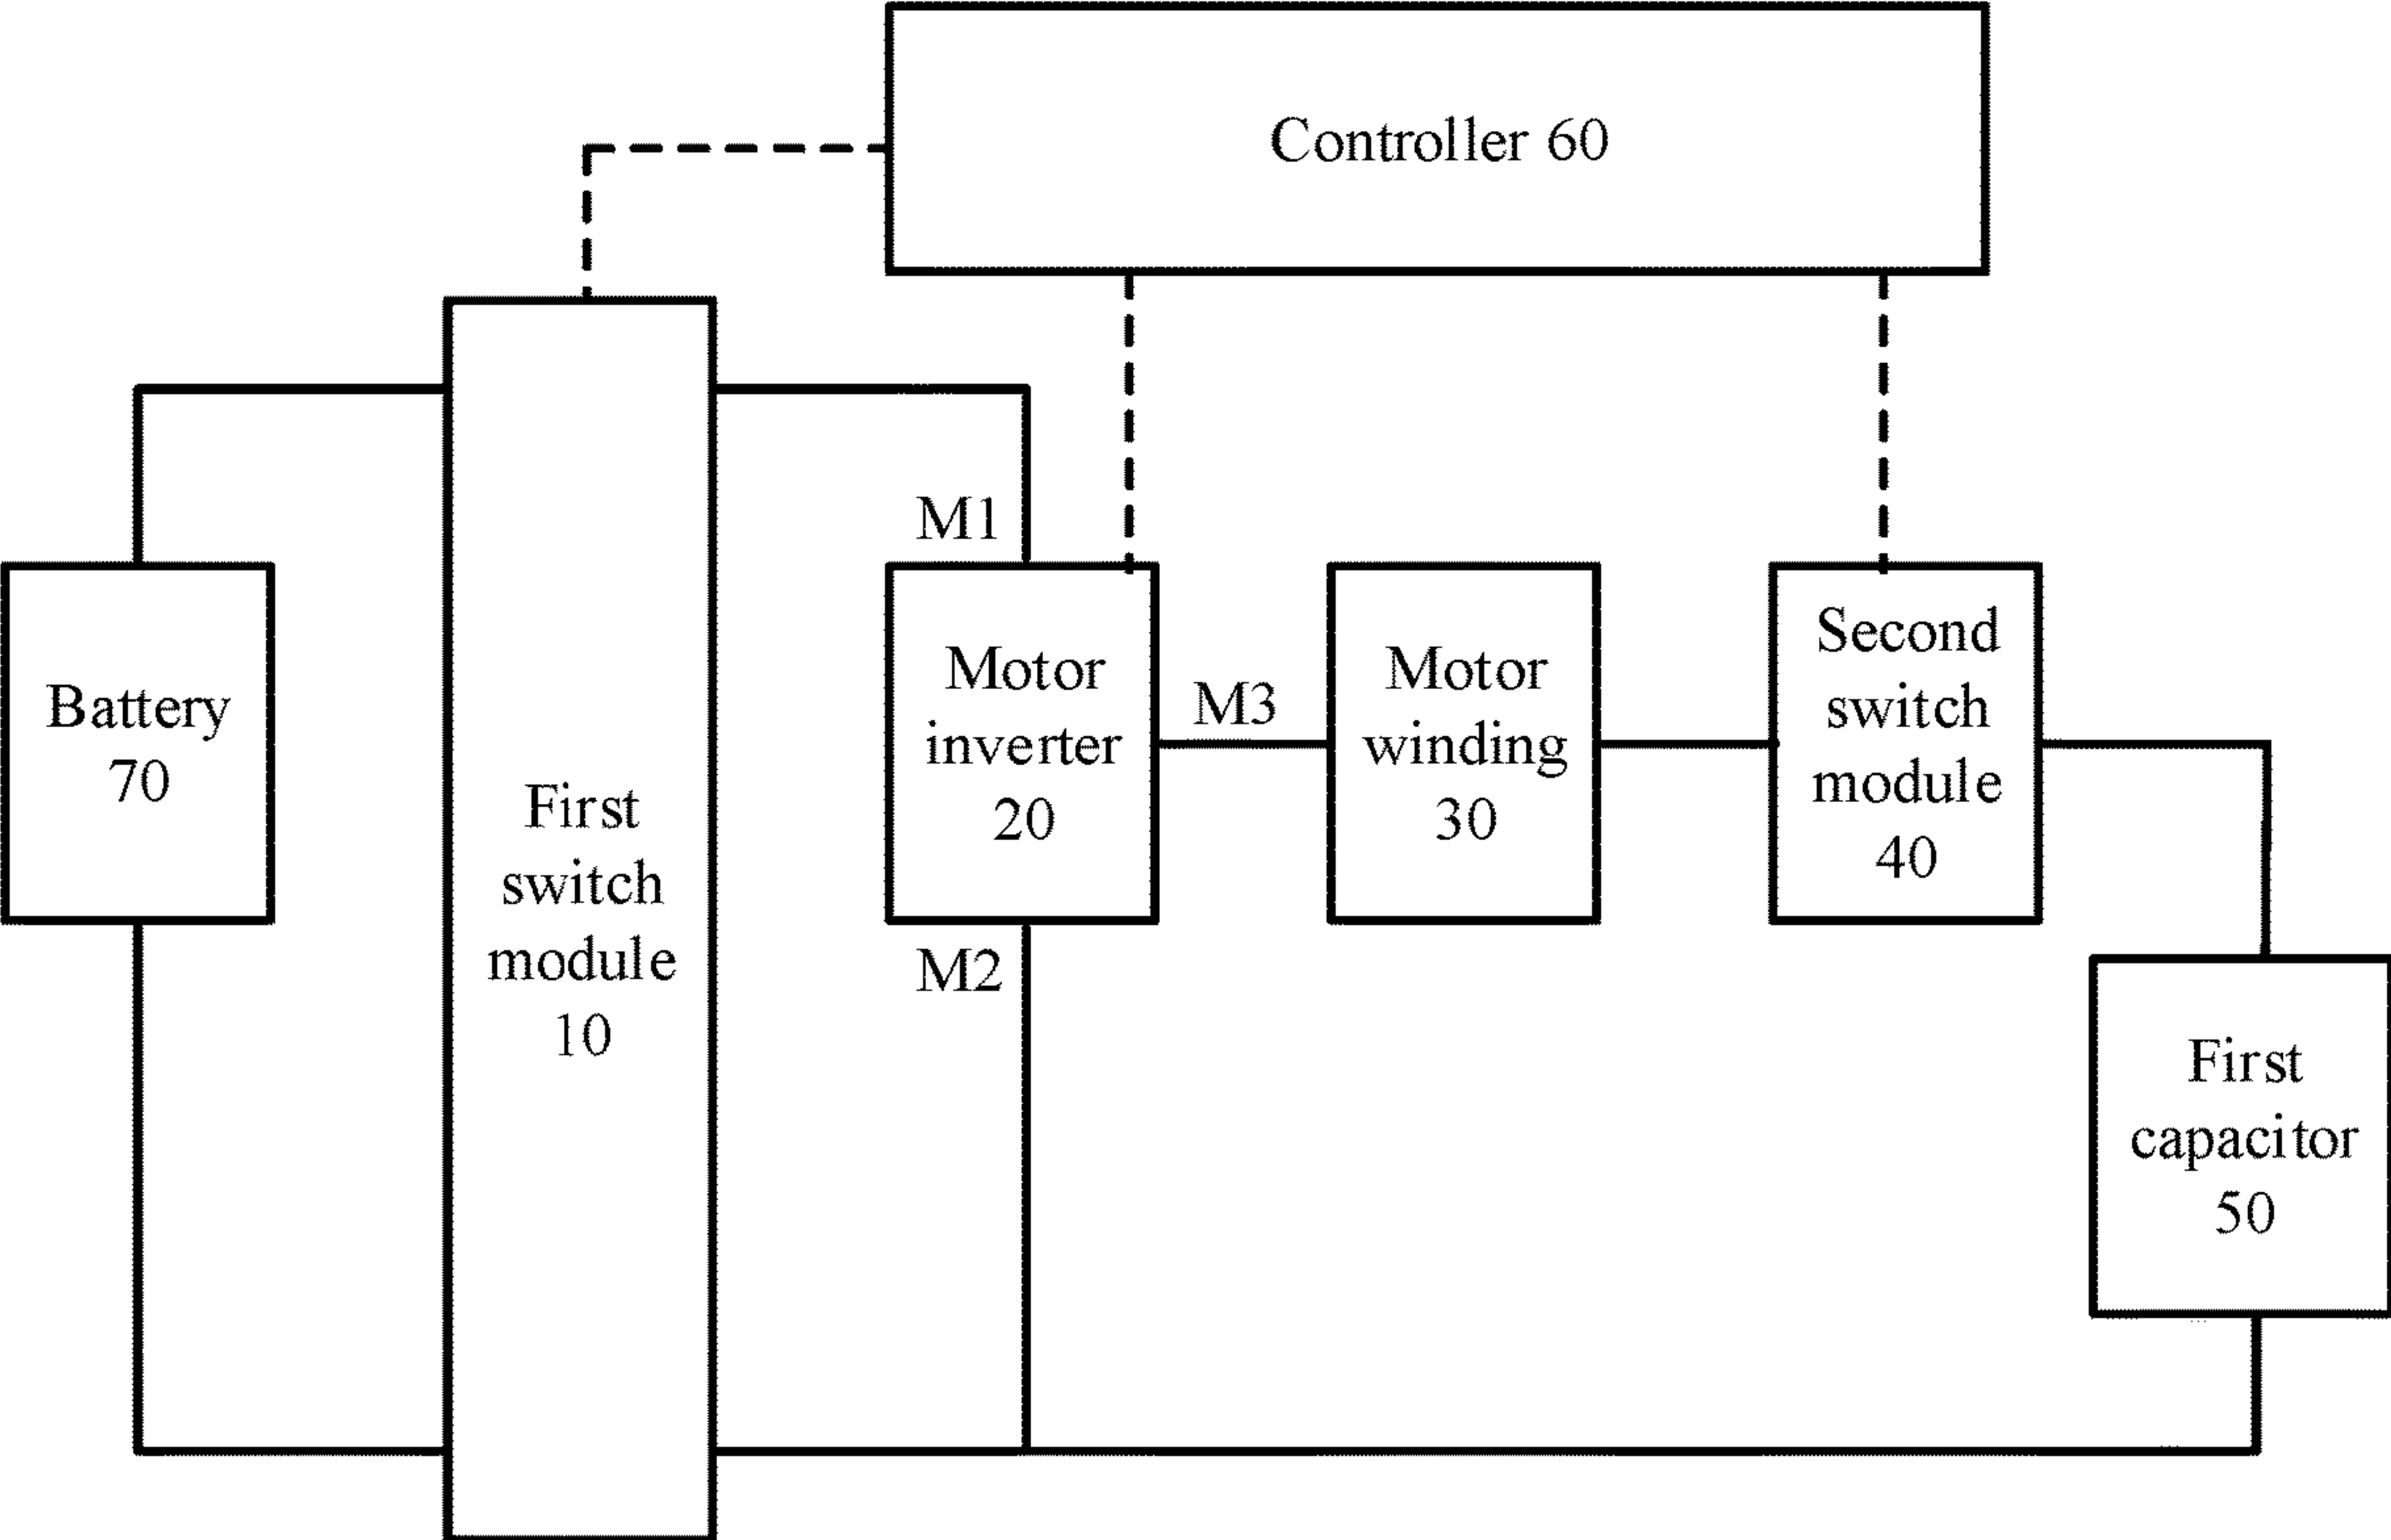 Controller 60
M1
Battery
70
First
switch
module
10
Motor
inverter
20
M3
Motor
winding
30
Second
switch
module
40
M2
First
capacitor
50